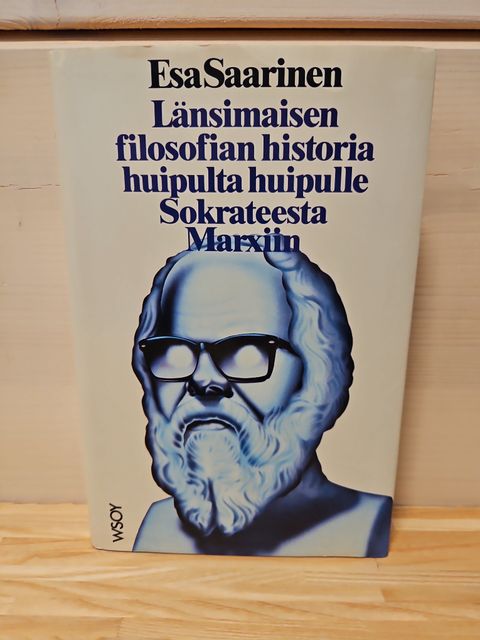 Esa Saarinen
Länsimaisen
filosofian historia
huipulta huipulle
Sokrateesta
Marxiin
WSOY